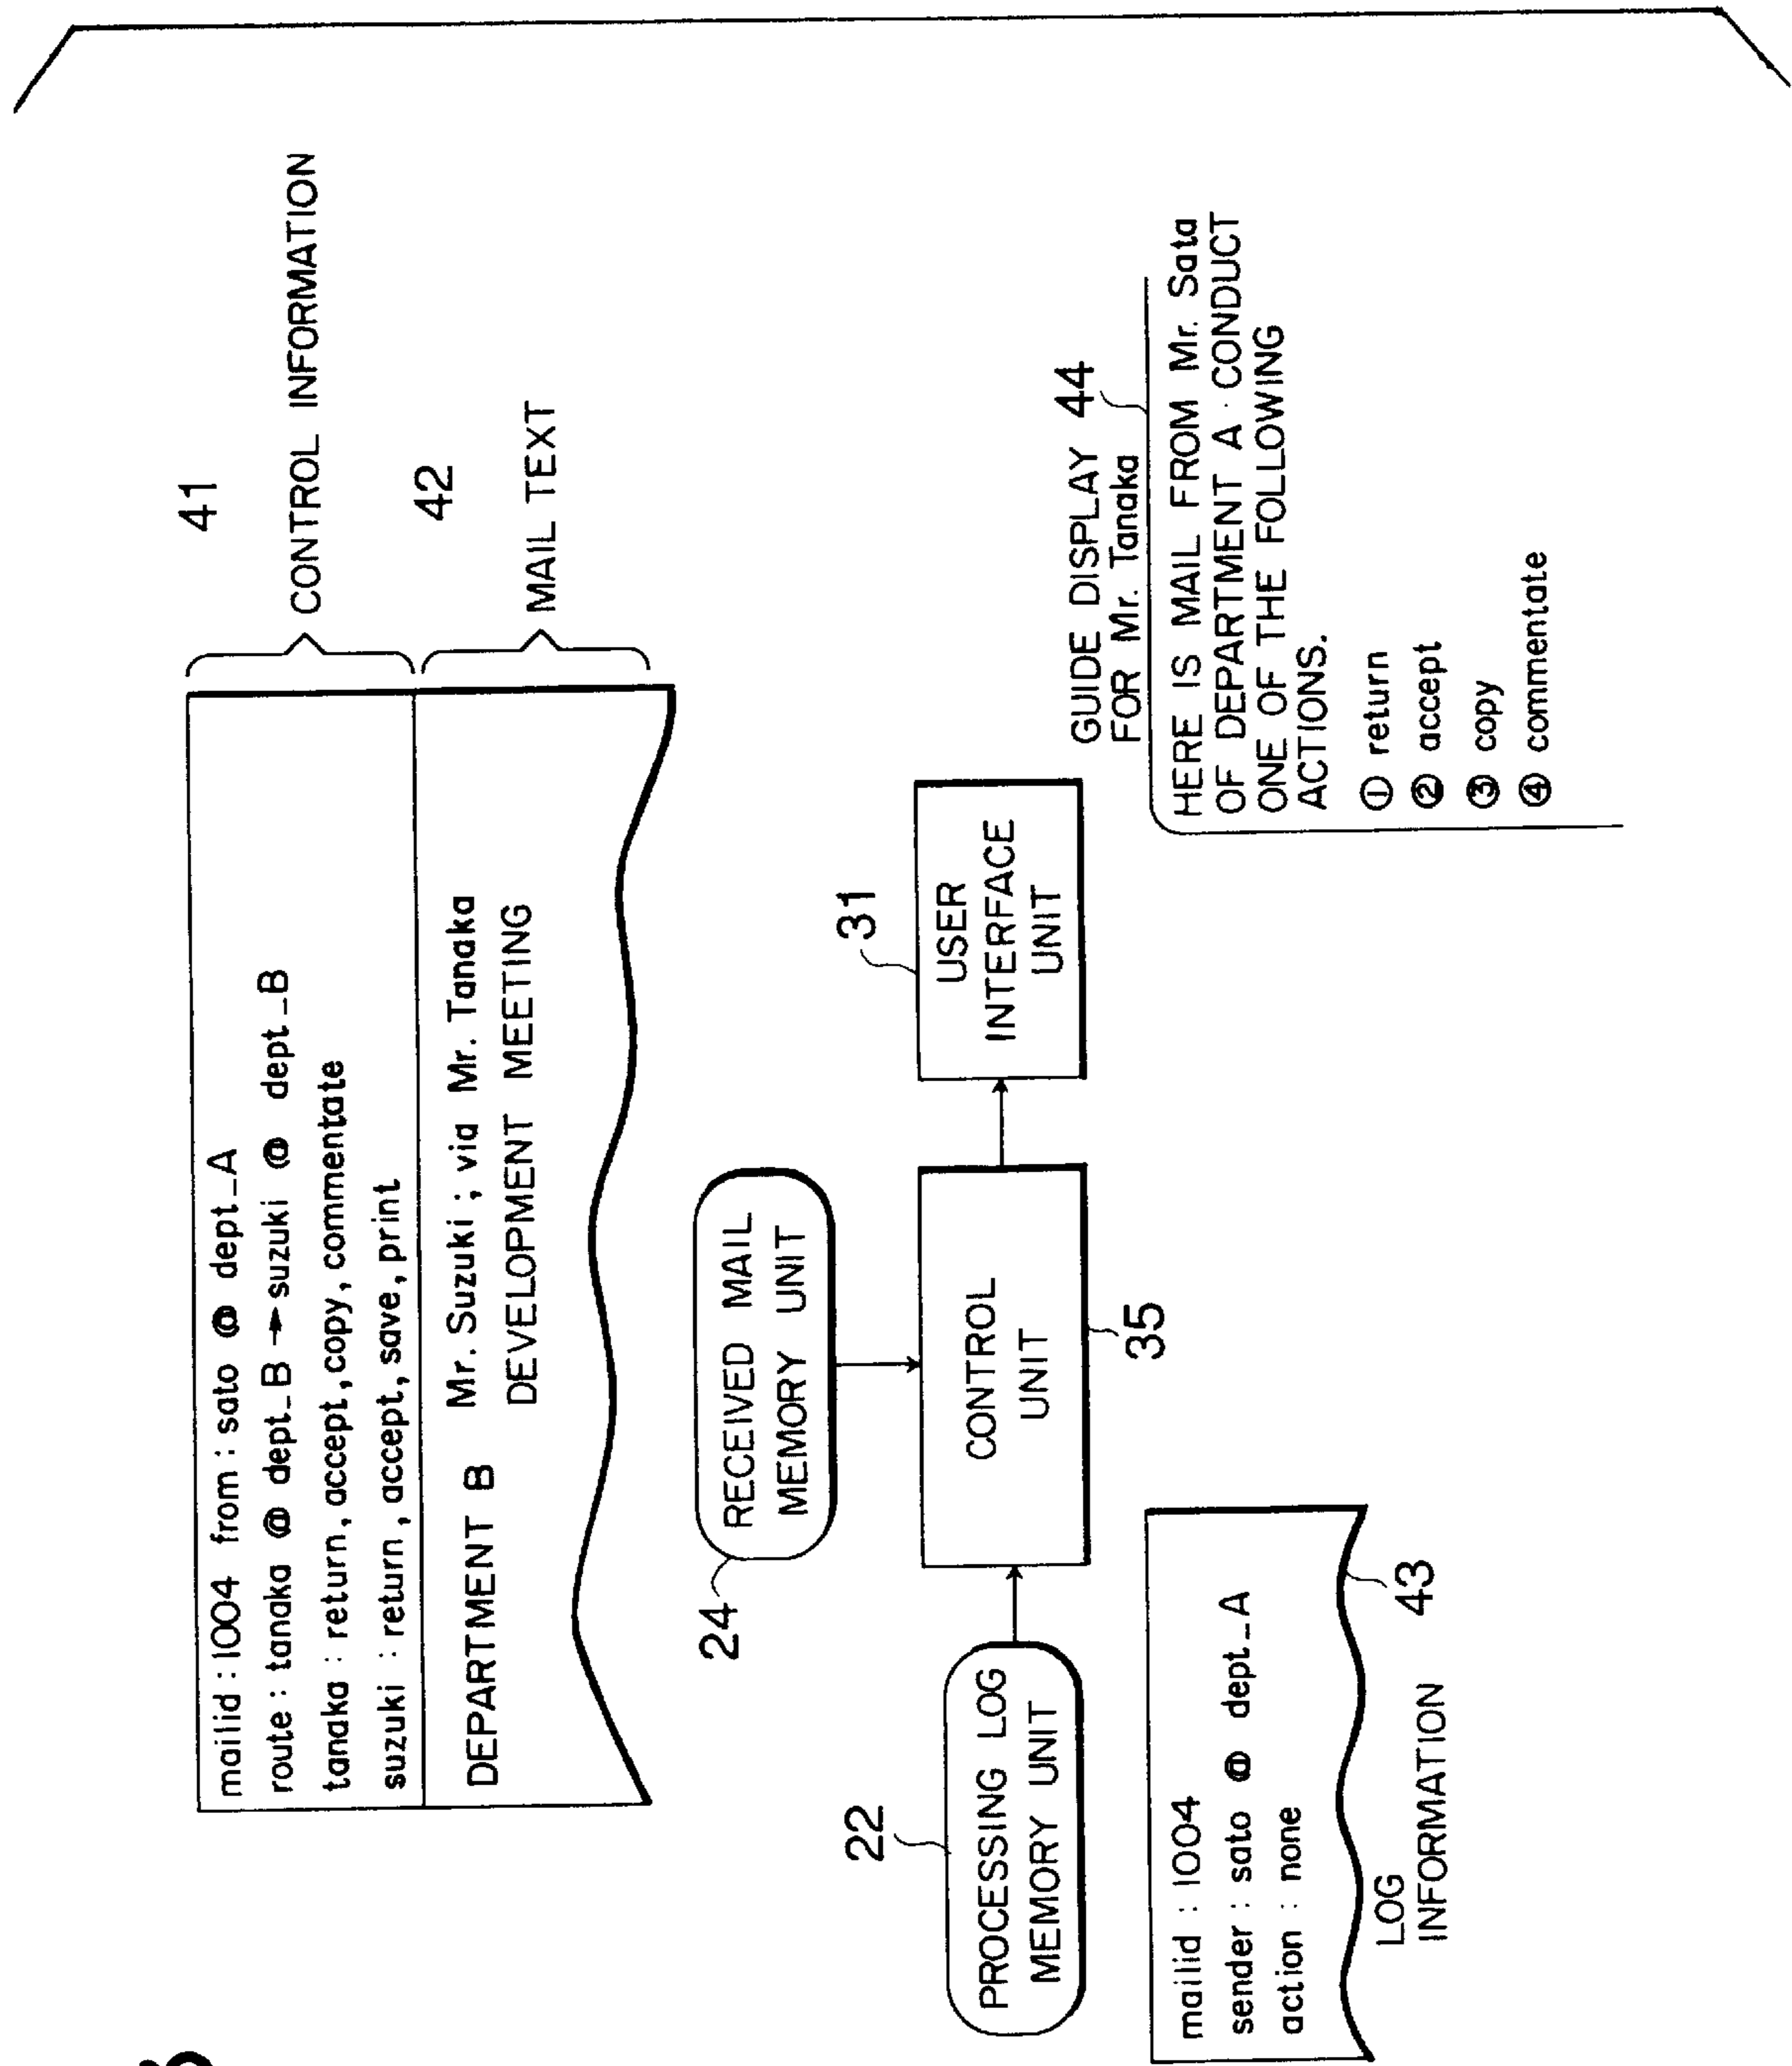 41
mailid : 1004 from : sato @ dept_A
route : tanaka @ dept_B → suzuki @ dept_B
tanaka : return, accept, copy, commentate
suzuki : return, accept, save, print
CONTROL INFORMATION
42
DEPARTMENT B Mr. Suzuki ; via Mr. Tanaka
DEVELOPMENT MEETING
MAIL TEXT
24
RECEIVED MAIL
MEMORY UNIT
22
PROCESSING LOG
MEMORY UNIT
CONTROL
UNIT
35
31
USER
INTERFACE
UNIT
mailid : 1004
sender : sato @ dept_A
action : none
43
LOG
INFORMATION
GUIDE DISPLAY 44
FOR Mr. Tanaka
HERE IS MAIL FROM Mr. Sata
OF DEPARTMENT A · CONDUCT
ONE OF THE FOLLOWING
ACTIONS.
① return
② accept
③ copy
④ commentate